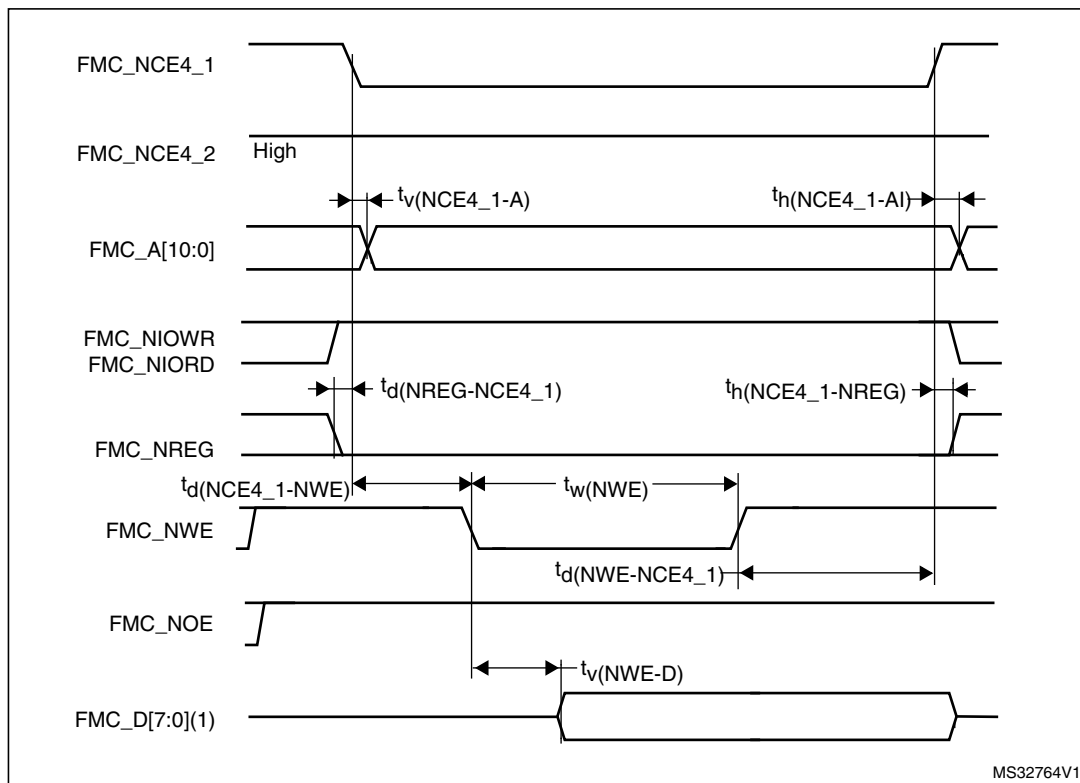 FMC_NCE4_1
FMC_NCE4_2
High
tv(NCE4_1-A)
th(NCE4_1-AI)
FMC_A[10:0]
FMC_NIOWR
FMC_NIORD
td(NREG-NCE4_1)
th(NCE4_1-NREG)
FMC_NREG
td(NCE4_1-NWE)
tw(NWE)
FMC_NWE
td(NWE-NCE4_1)
FMC_NOE
tv(NWE-D)
FMC_D[7:0](1)
MS32764V1